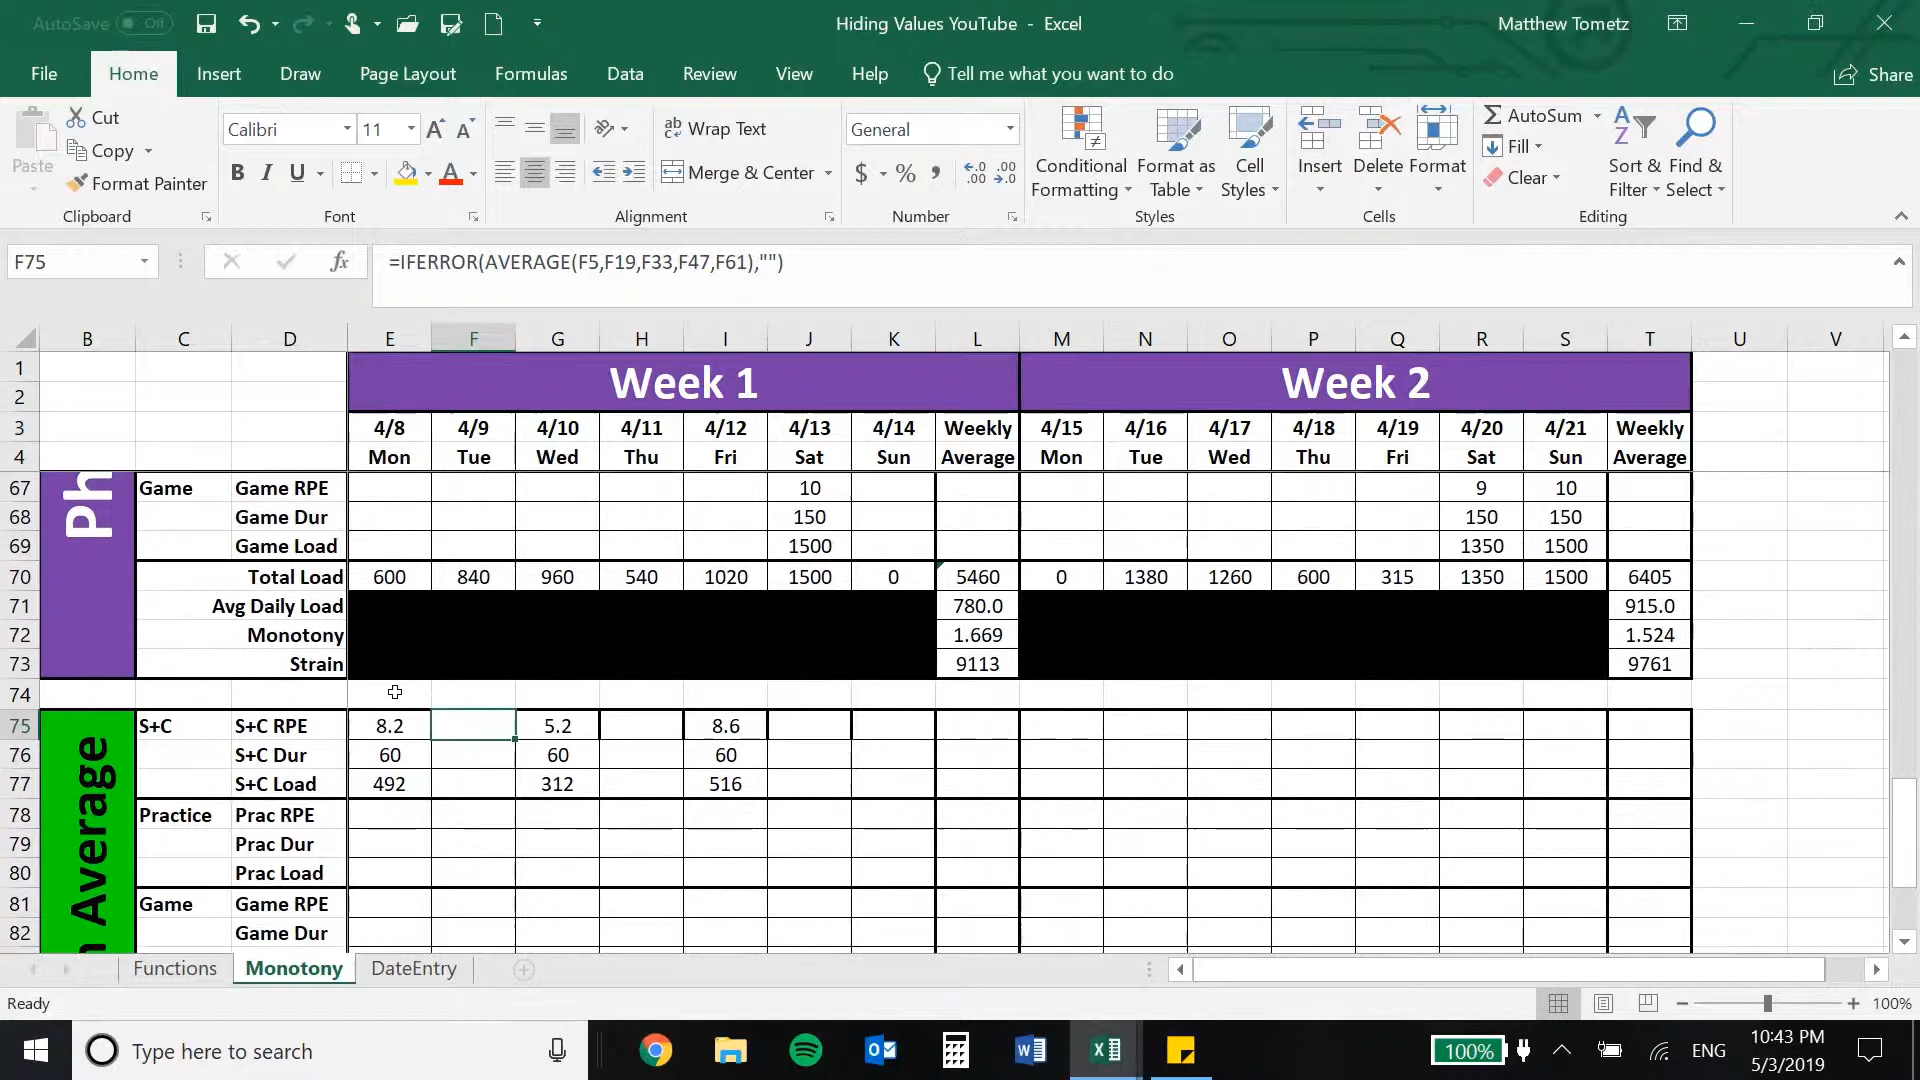 AutoSave Off
Hiding Values YouTube - Excel
Matthew Tometz
File Home Insert Draw Page Layout Formulas Data Review View Help Tell me what you want to do Share
Paste
Cut
Copy
Format Painter
Clipboard
Calibri 11
B I U
Font
Wrap Text
Merge & Center
Alignment
General
$ % ,
Number
Conditional Formatting
Format as Table
Cell Styles
Styles
Insert Delete Format
Cells
AutoSum
Fill
Clear
Sort & Filter
Find & Select
Editing
F75 fx =IFERROR(AVERAGE(F5,F19,F33,F47,F61),"")
B C D E F G H I J K L M N O P Q R S T U V
1 Week 1 Week 2
2
3 4/8 4/9 4/10 4/11 4/12 4/13 4/14 Weekly 4/15 4/16 4/17 4/18 4/19 4/20 4/21 Weekly
4 Mon Tue Wed Thu Fri Sat Sun Average Mon Tue Wed Thu Fri Sat Sun Average
Ph
67 Game Game RPE 10 9 10
68 Game Dur 150 150 150
69 Game Load 1500 1350 1500
70 Total Load 600 840 960 540 1020 1500 0 5460 0 1380 1260 600 315 1350 1500 6405
71 Avg Daily Load 780.0 915.0
72 Monotony 1.669 1.524
73 Strain 9113 9761
74
Average
75 S+C S+C RPE 8.2 5.2 8.6
76 S+C Dur 60 60 60
77 S+C Load 492 312 516
78 Practice Prac RPE
79 Prac Dur
80 Prac Load
81 Game Game RPE
82 Game Dur
Functions Monotony DateEntry
Ready 100%
Type here to search
100% ENG 10:43 PM
5/3/2019